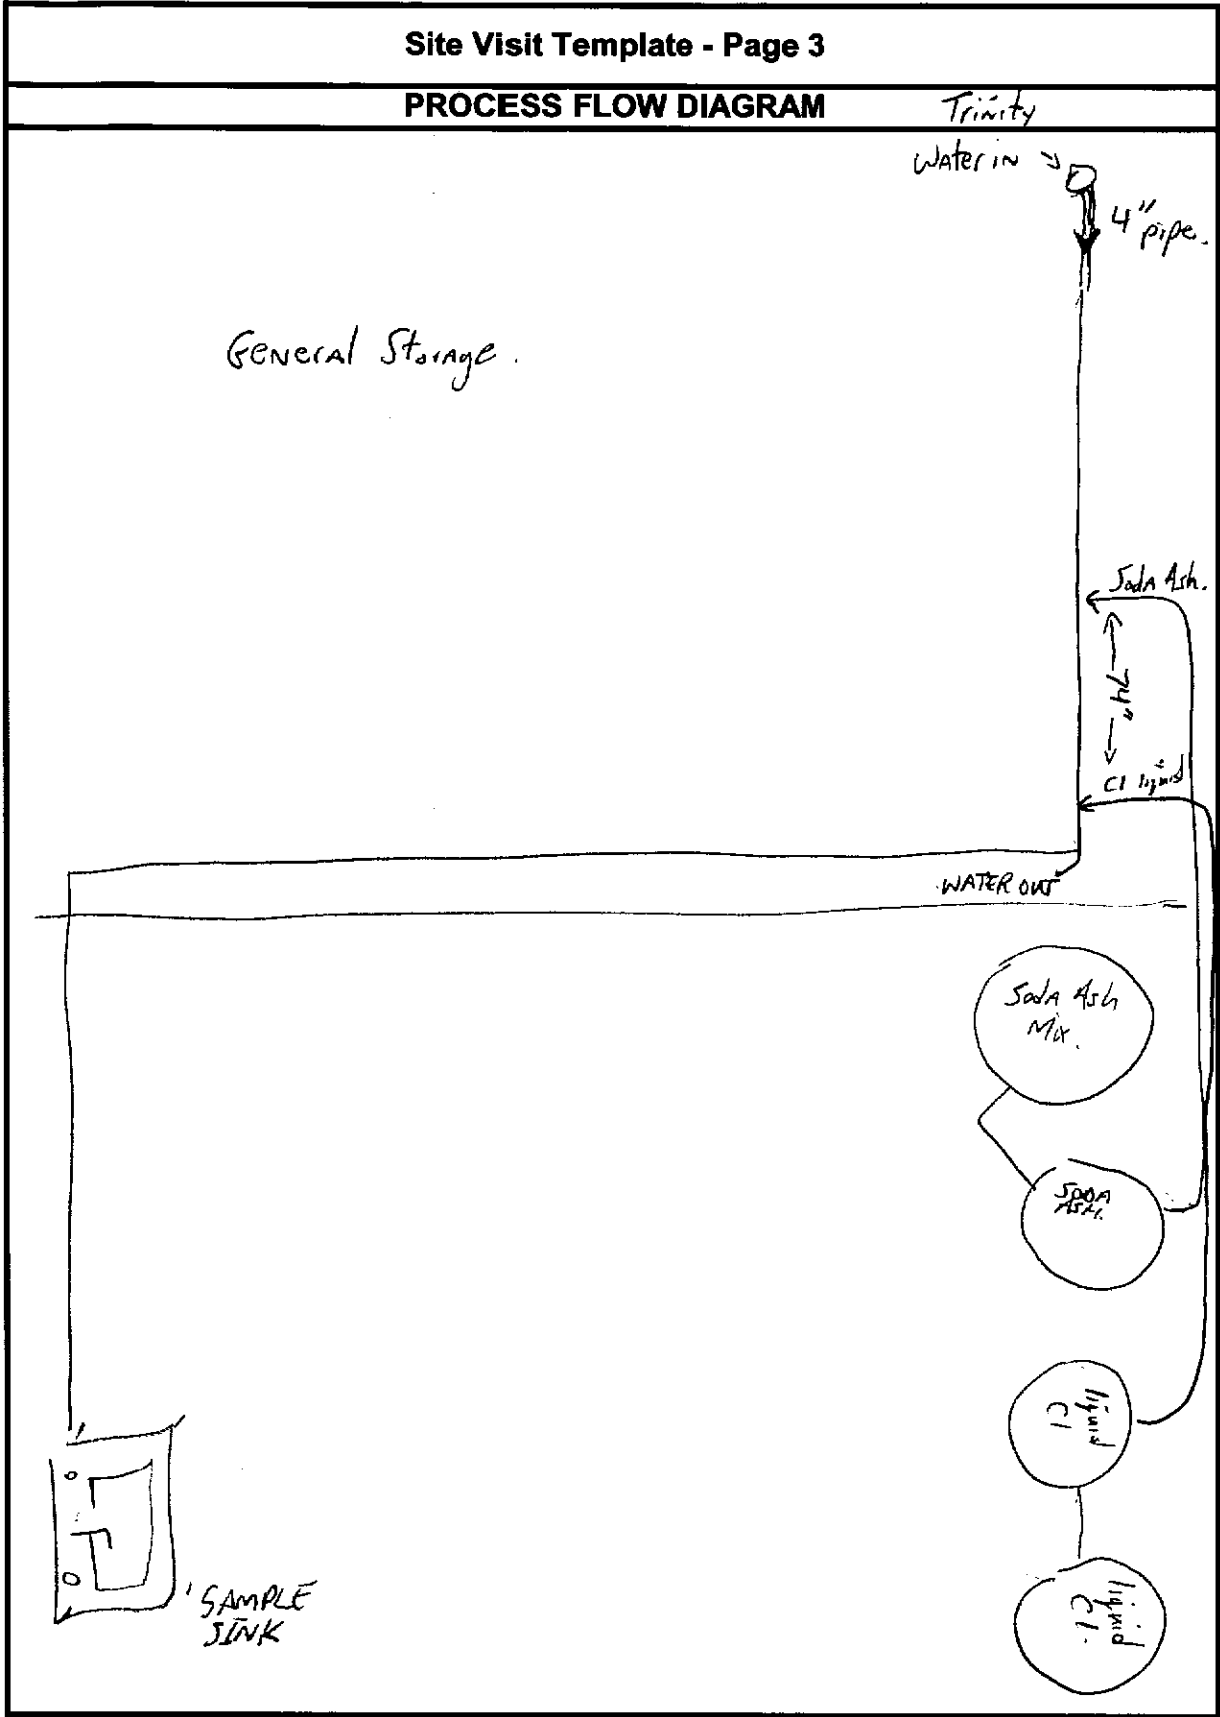 Site Visit Template - Page 3
PROCESS FLOW DIAGRAM
Trinity
Water in
4" pipe.
General Storage.
Soda Ash.
74"
Cl liquid
WATER OUT
Soda Ash
Mix.
SODA
ASH.
liquid
Cl
liquid
Cl.
SAMPLE
SINK